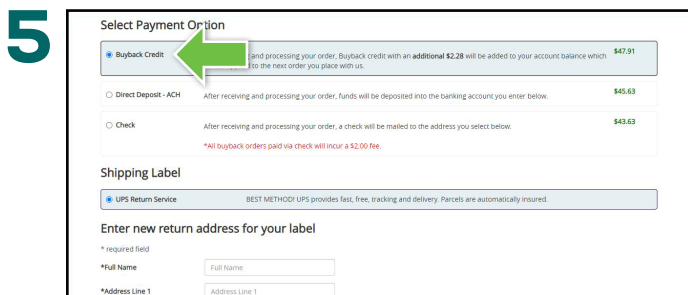 5
Select Payment Option
Buyback Credit
ing and processing your order, Buyback credit with an additional $2.28 will be added to your account balance which
d to the next order you place with us.
$47.91
Direct Deposit - ACH
After receiving and processing your order, funds will be deposited into the banking account you enter below.
$45.63
Check
After receiving and processing your order, a check will be mailed to the address you select below.
$43.63
*All buyback orders paid via check will incur a $2.00 fee.
Shipping Label
UPS Return Service
BEST METHOD! UPS provides fast, free, tracking and delivery. Parcels are automatically insured.
Enter new return address for your label
* required field
*Full Name
Full Name
*Address Line 1
Address Line 1